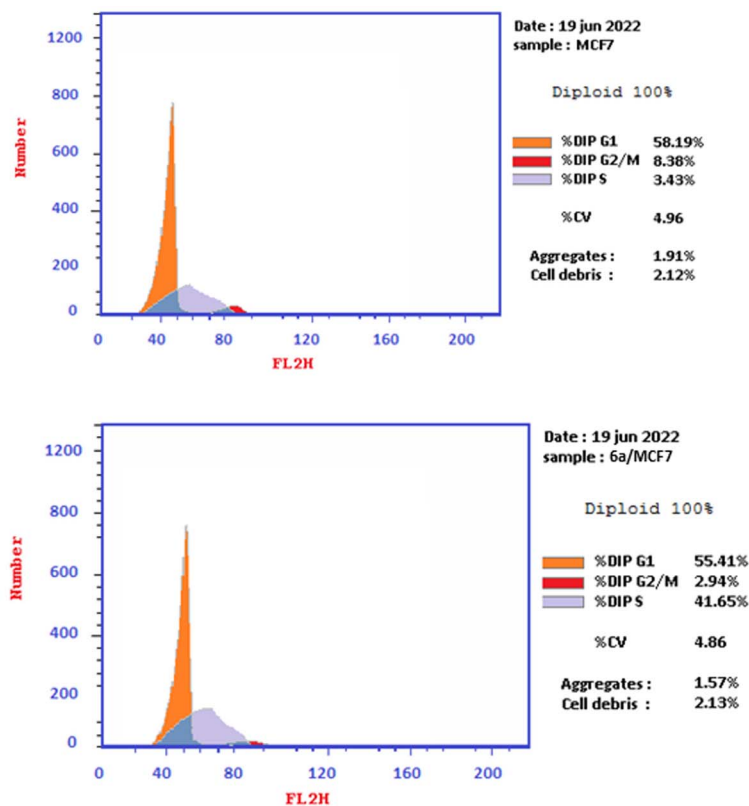 Date : 19 jun 2022
sample : MCF7
Diploid 100%
%DIP G1 58.19%
%DIP G2/M 8.38%
%DIP S 3.43%
%CV 4.96
Aggregates : 1.91%
Cell debris : 2.12%
Number
1200
800
600
400
200
0
0 40 80 120 160 200
FL2H
Date : 19 jun 2022
sample : 6a/MCF7
Diploid 100%
%DIP G1 55.41%
%DIP G2/M 2.94%
%DIP S 41.65%
%CV 4.86
Aggregates : 1.57%
Cell debris : 2.13%
Number
1200
800
600
400
200
0
0 40 80 120 160 200
FL2H